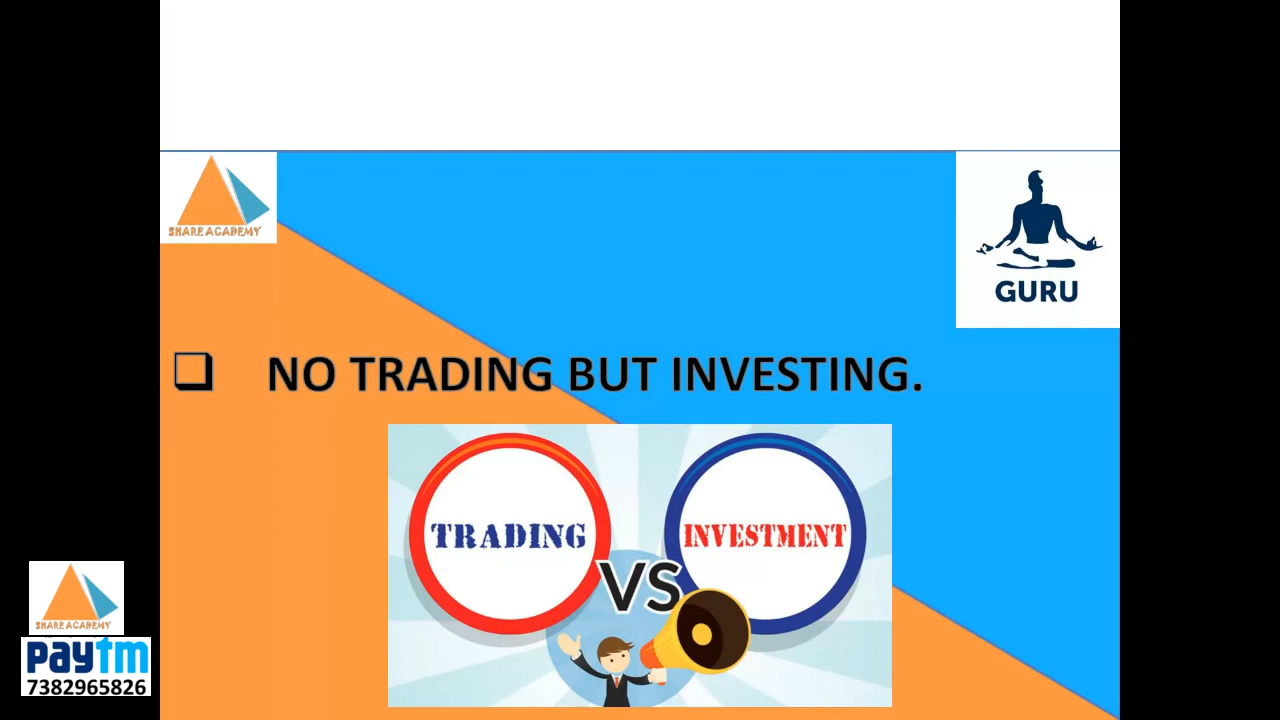 SHARE ACADEMY
GURU
❑ NO TRADING BUT INVESTING.
TRADING
INVESTMENT
VS
SHARE ACADEMY
paytm
7382965826